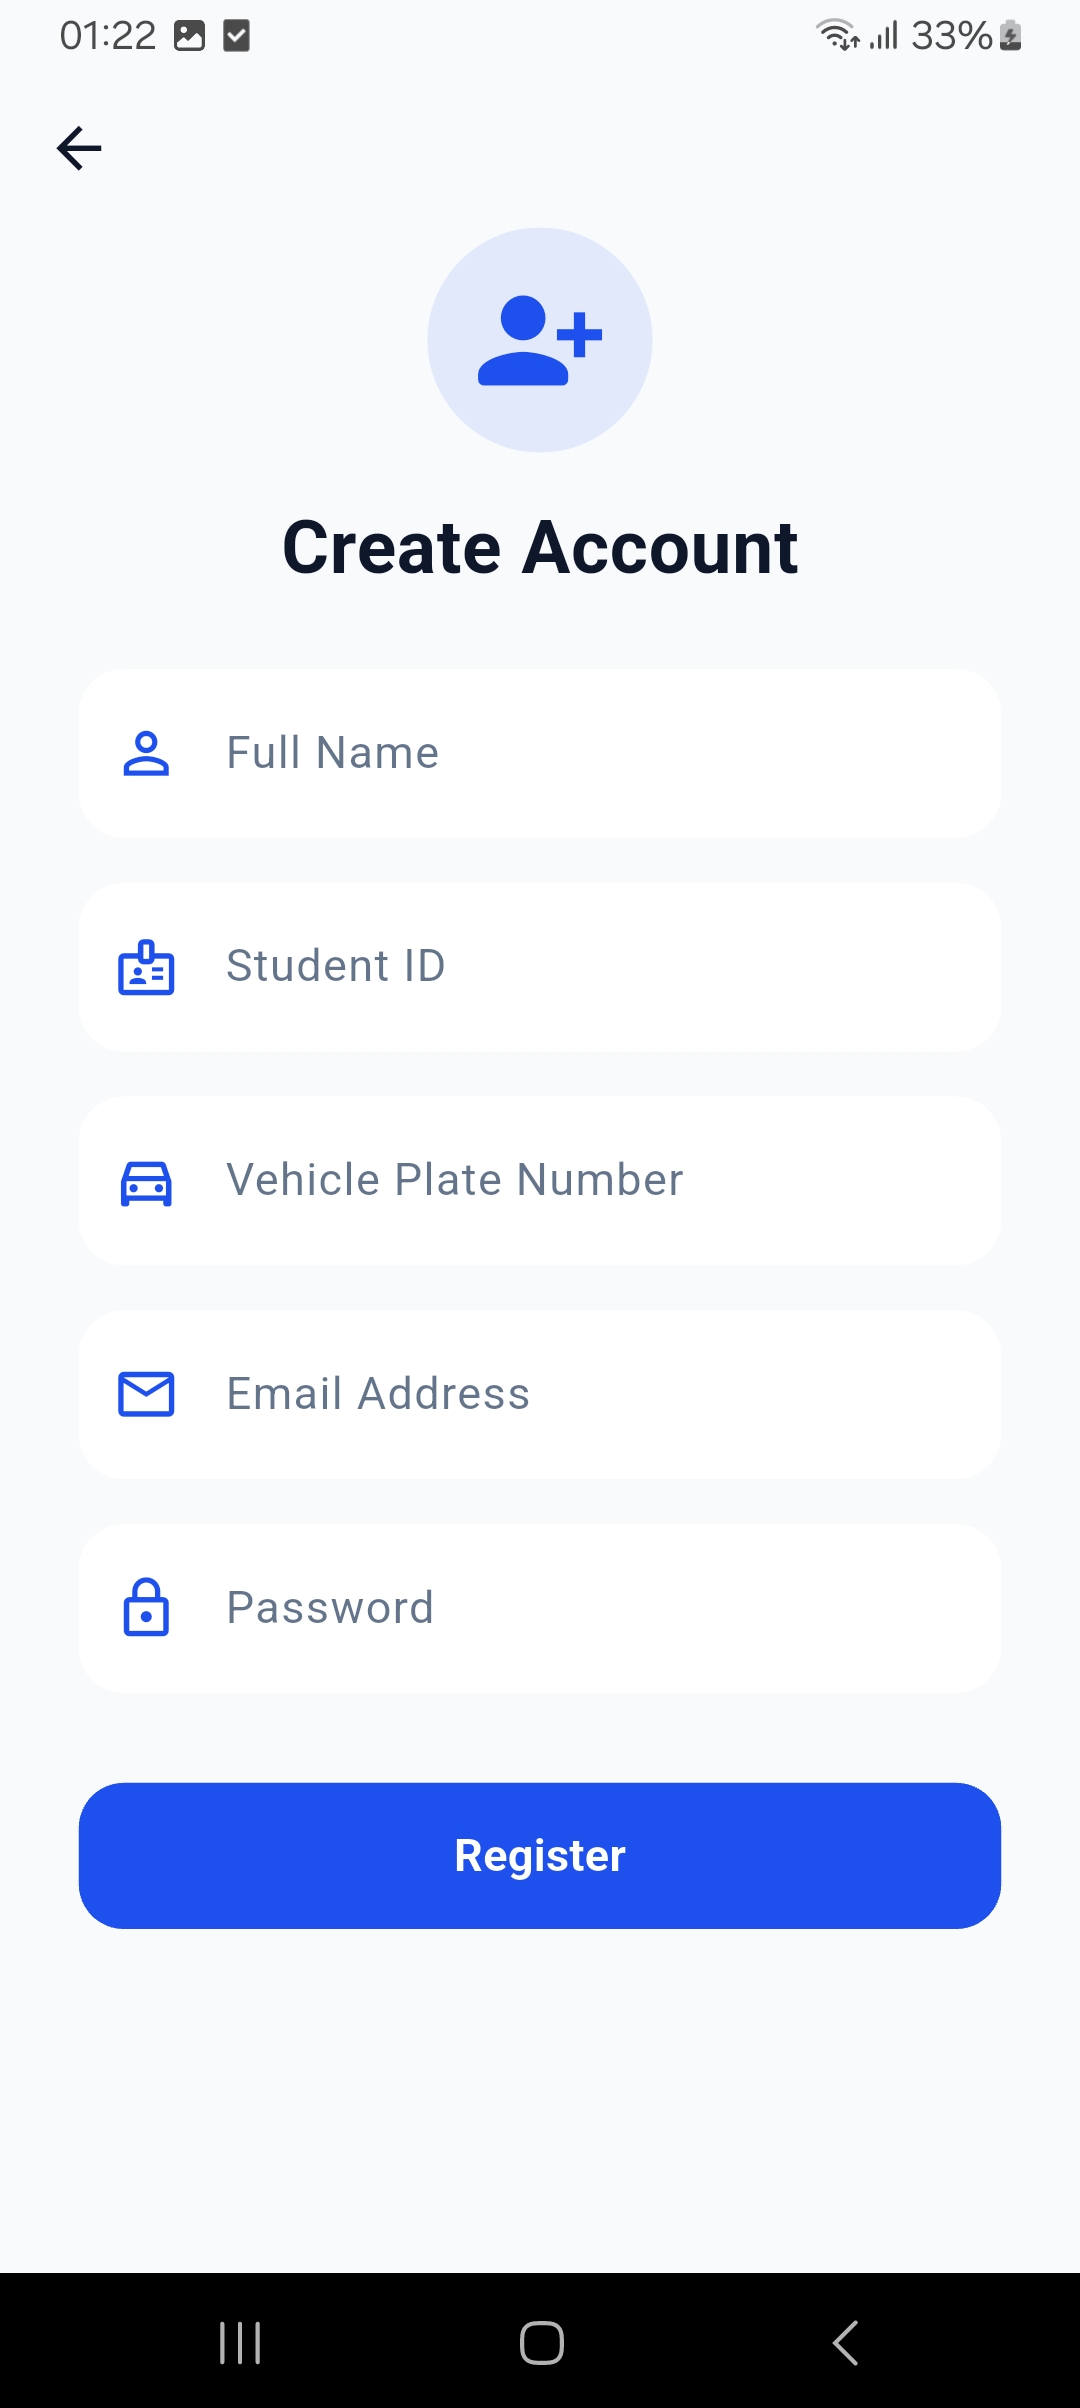 01:22 33%
Create Account
Full Name
Student ID
Vehicle Plate Number
Email Address
Password
Register